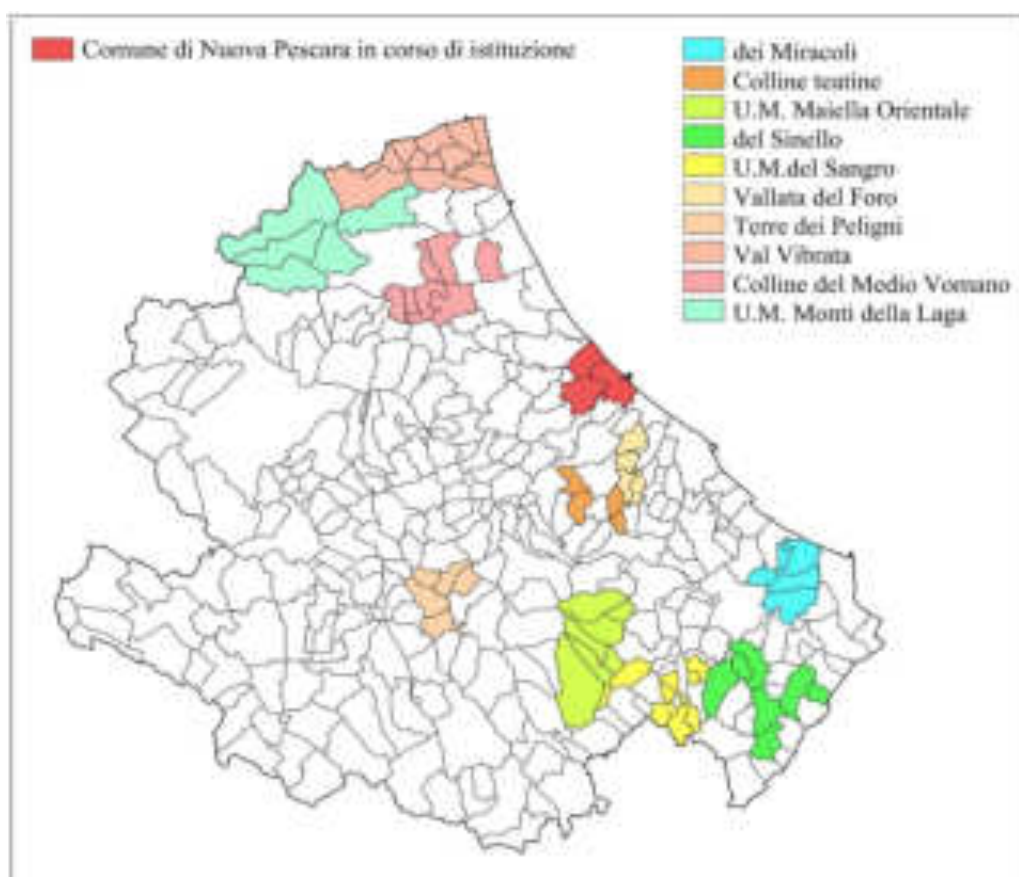 Comune di Nuova Pescara in corso di istituzione
dei Miracoli
Colline teatine
U.M. Maiella Orientale
del Sinello
U.M.del Sangro
Vallata del Foro
Terre dei Peligni
Val Vibrata
Colline del Medio Vomano
U.M. Monti della Laga